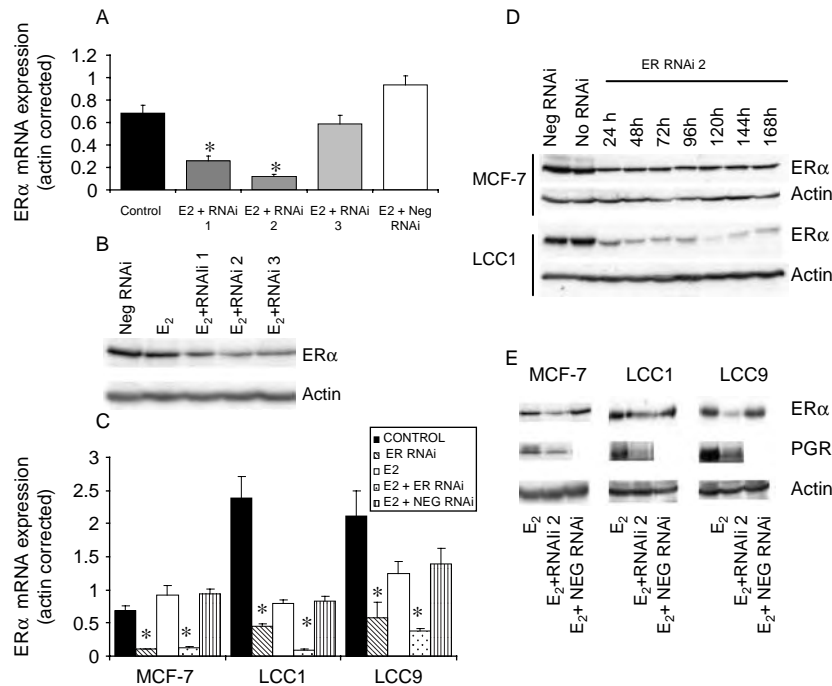 A
ERα mRNA expression
(actin corrected)
1.2
1
0.8
0.6
0.4
0.2
0
*
*
Control
E2 + RNAi
1
E2 + RNAi
2
E2 + RNAi
3
E2 + Neg
RNAi
B
Neg RNAi
E2
E2+RNAIi 1
E2+RNAi 2
E2+RNAi 3
ERα
Actin
C
ERα mRNA expression
(actin corrected)
3
2.5
2
1.5
1
0.5
0
CONTROL
ER RNAi
E2
E2 + ER RNAi
E2 + NEG RNAi
*
*
*
*
*
*
MCF-7
LCC1
LCC9
D
Neg RNAi
No RNAi
ER RNAi 2
24 h
48h
72h
96h
120h
144h
168h
MCF-7
ERα
Actin
LCC1
ERα
Actin
E
MCF-7
LCC1
LCC9
ERα
PGR
Actin
E2
E2+RNAIi 2
E2+ NEG RNAi
E2
E2+RNAIi 2
E2+ NEG RNAi
E2
E2+RNAIi 2
E2+ NEG RNAi